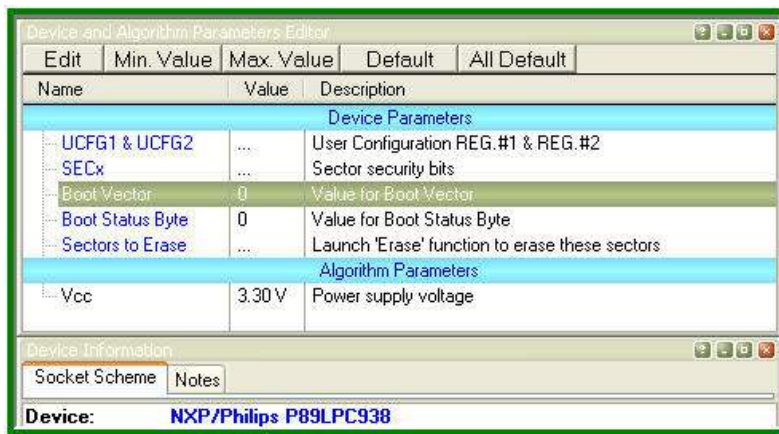 Device and Algorithm Parameters Editor
Edit Min. Value Max. Value Default All Default
Name Value Description
Device Parameters
UCFG1 & UCFG2 ... User Configuration REG.#1 & REG.#2
SECx ... Sector security bits
Boot Vector 0 Value for Boot Vector
Boot Status Byte 0 Value for Boot Status Byte
Sectors to Erase ... Launch 'Erase' function to erase these sectors
Algorithm Parameters
Vcc 3.30 V Power supply voltage
Device Information
Socket Scheme Notes
Device: NXP/Philips P89LPC938